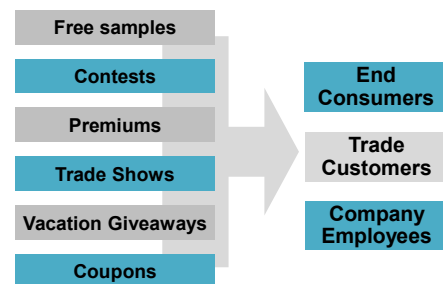 Free samples
Contests
Premiums
Trade Shows
Vacation Giveaways
Coupons
End
Consumers
Trade
Customers
Company
Employees